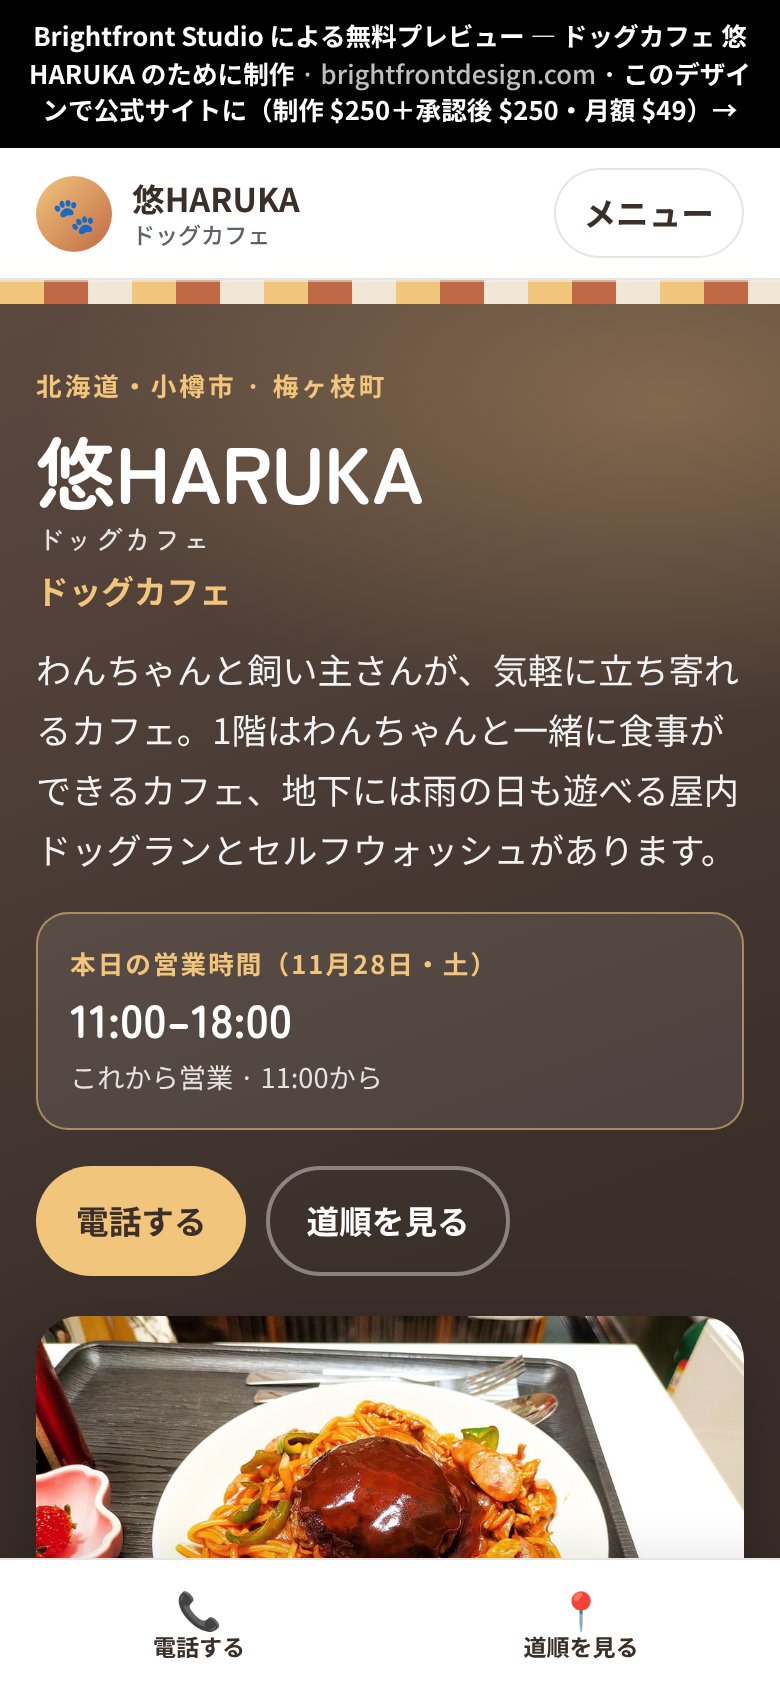 Brightfront Studio による無料プレビュー — ドッグカフェ 悠
HARUKA のために制作 · brightfrontdesign.com · このデザイ
ンで公式サイトに（制作 $250＋承認後 $250・月額 $49）→
悠HARUKA
ドッグカフェ
メニュー
北海道・小樽市 · 梅ヶ枝町
悠HARUKA
ドッグカフェ
ドッグカフェ
わんちゃんと飼い主さんが、気軽に立ち寄れ
るカフェ。1階はわんちゃんと一緒に食事が
できるカフェ、地下には雨の日も遊べる屋内
ドッグランとセルフウォッシュがあります。
本日の営業時間（11月28日・土）
11:00–18:00
これから営業 · 11:00から
電話する
道順を見る
電話する
道順を見る